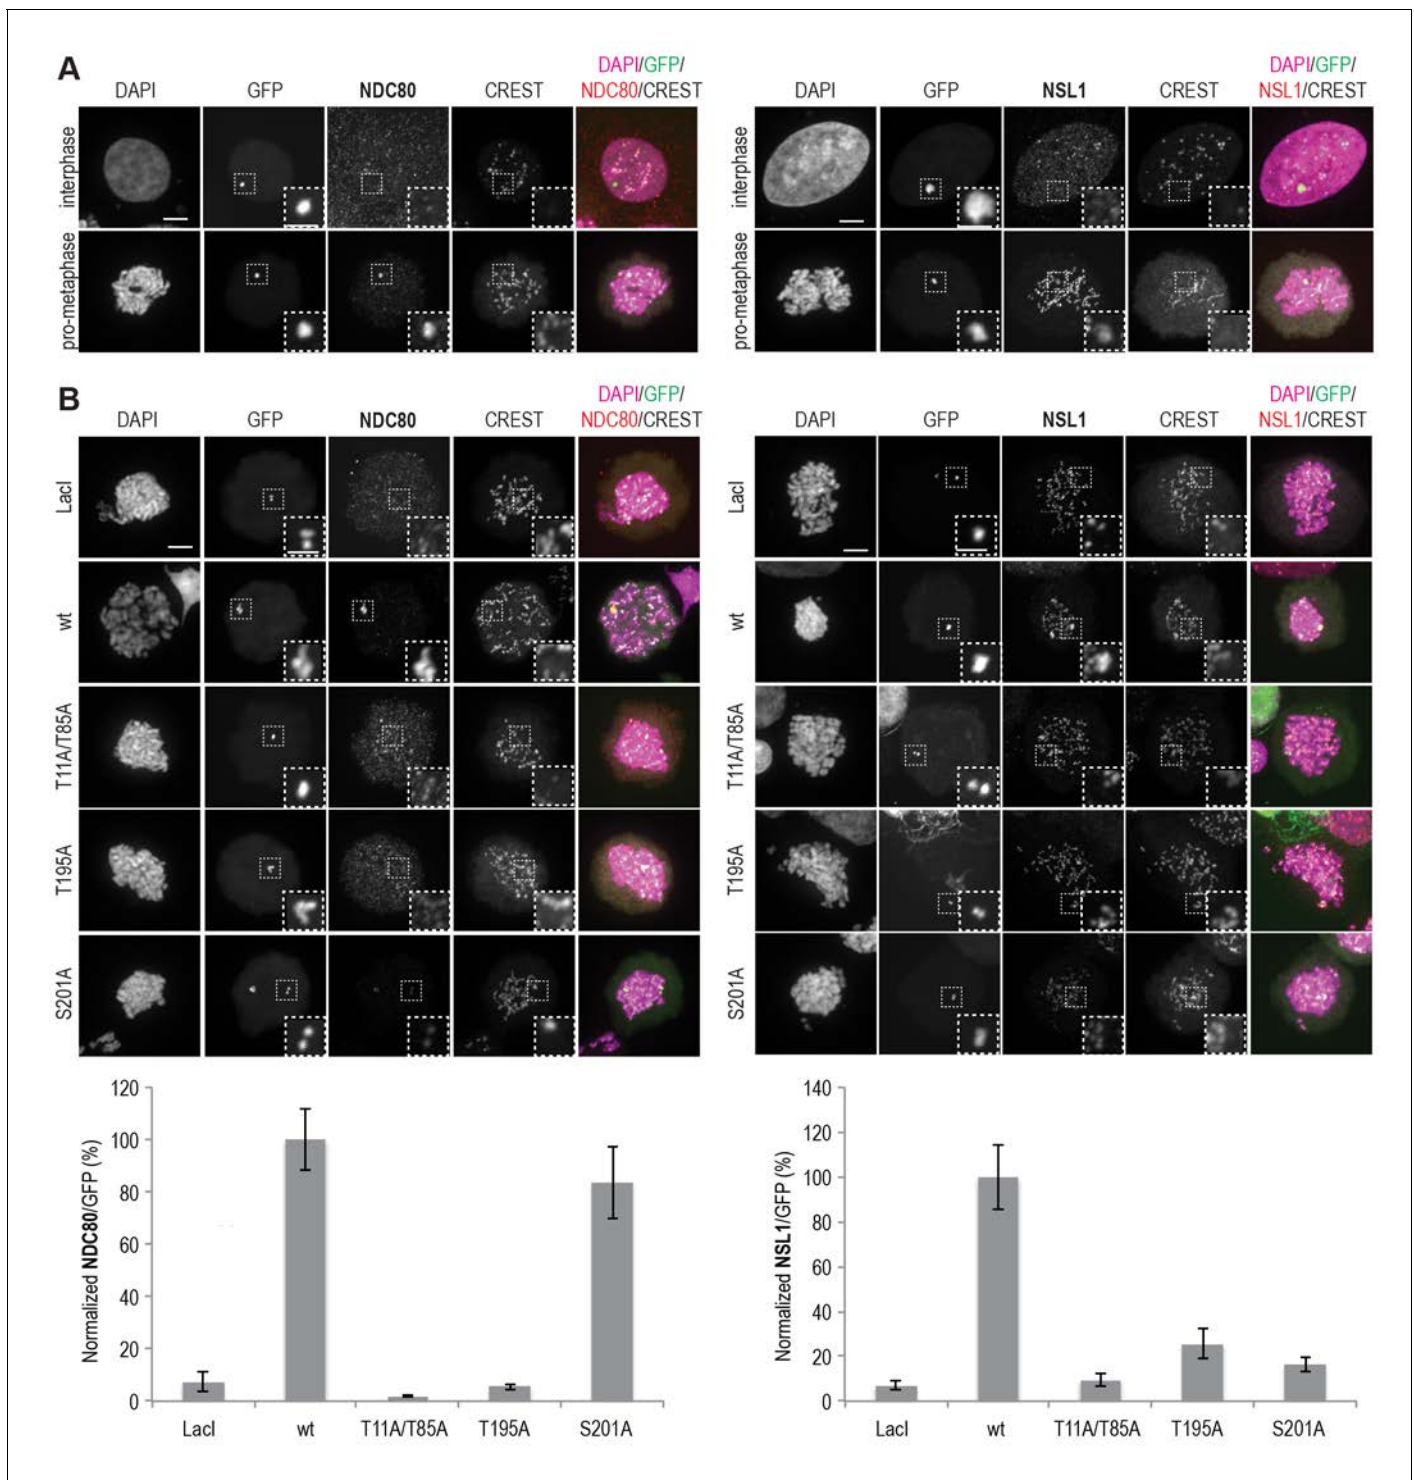 A
DAPI GFP NDC80 CREST DAPI/GFP/
NDC80/CREST
DAPI GFP NSL1 CREST DAPI/GFP/
NSL1/CREST
interphase
pro-metaphase
interphase
pro-metaphase
B
DAPI GFP NDC80 CREST DAPI/GFP/
NDC80/CREST
DAPI GFP NSL1 CREST DAPI/GFP/
NSL1/CREST
LacI
wt
T11A/T85A
T195A
S201A
LacI
wt
T11A/T85A
T195A
S201A
Normalized NDC80/GFP (%)
120
100
80
60
40
20
0
LacI wt T11A/T85A T195A S201A
Normalized NSL1/GFP (%)
140
120
100
80
60
40
20
0
LacI wt T11A/T85A T195A S201A